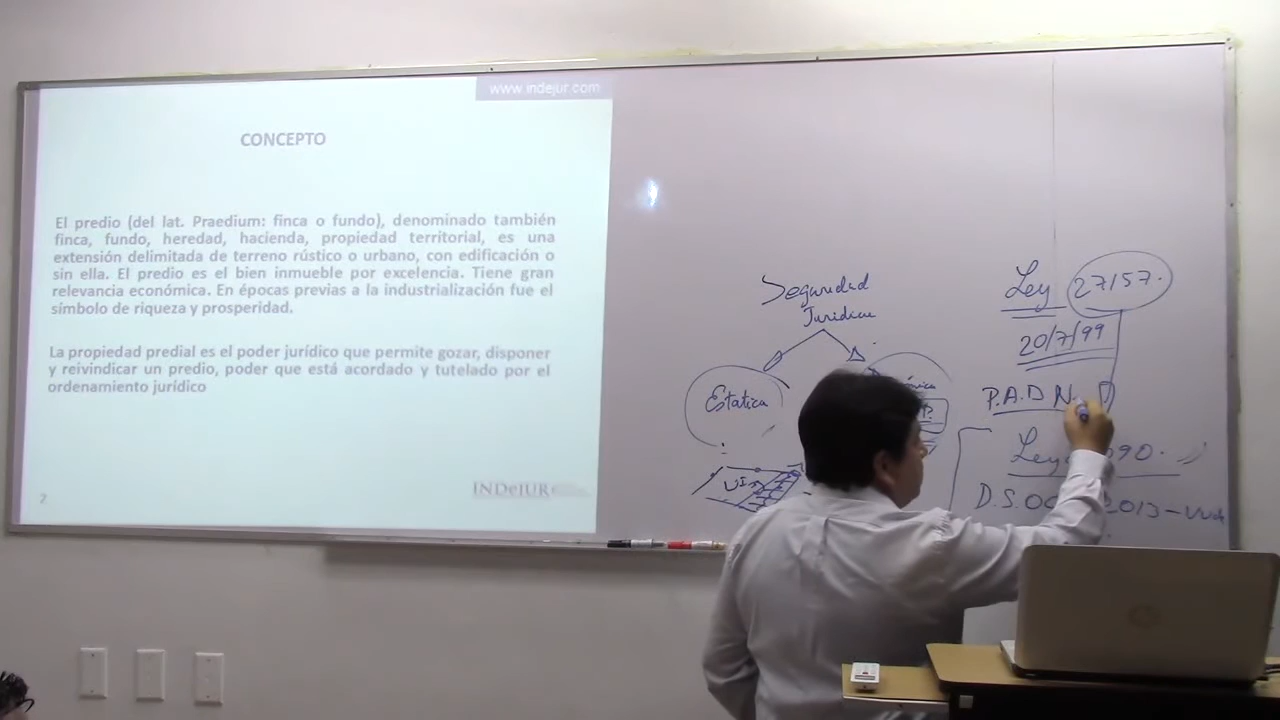 www.indejur.com
CONCEPTO
El predio (del lat. Praedium: finca o fundo), denominado también
finca, fundo, heredad, hacienda, propiedad territorial, es una
extensión delimitada de terreno rústico o urbano, con edificación o
sin ella. El predio es el bien inmueble por excelencia. Tiene gran
relevancia económica. En épocas previas a la industrialización fue el
símbolo de riqueza y prosperidad.
La propiedad predial es el poder jurídico que permite gozar, disponer
y reivindicar un predio, poder que está acordado y tutelado por el
ordenamiento jurídico
2
INDeJUR
Seguridad
Jurídica
Estatica
Ley 27157.
20/7/99
P.A.D N.
Ley 090.
D.S. 2013-